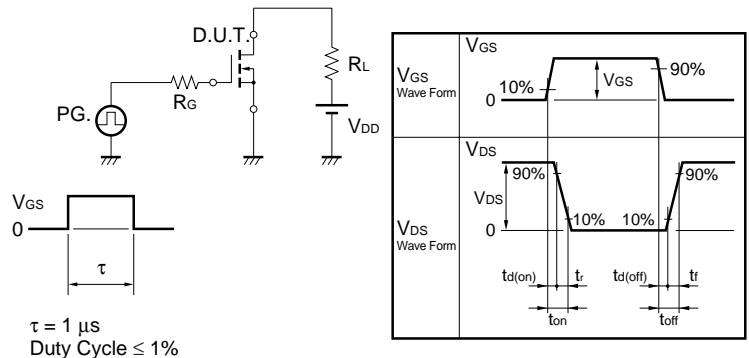 D.U.T.
RL
RG
PG.
VDD
VGS
0
τ
τ = 1 μs
Duty Cycle ≤ 1%
VGS
Wave Form
VGS
10%
VGS
90%
0
VDS
Wave Form
VDS
90%
90%
VDS
10%
10%
0
td(on)
tr
td(off)
tf
ton
toff